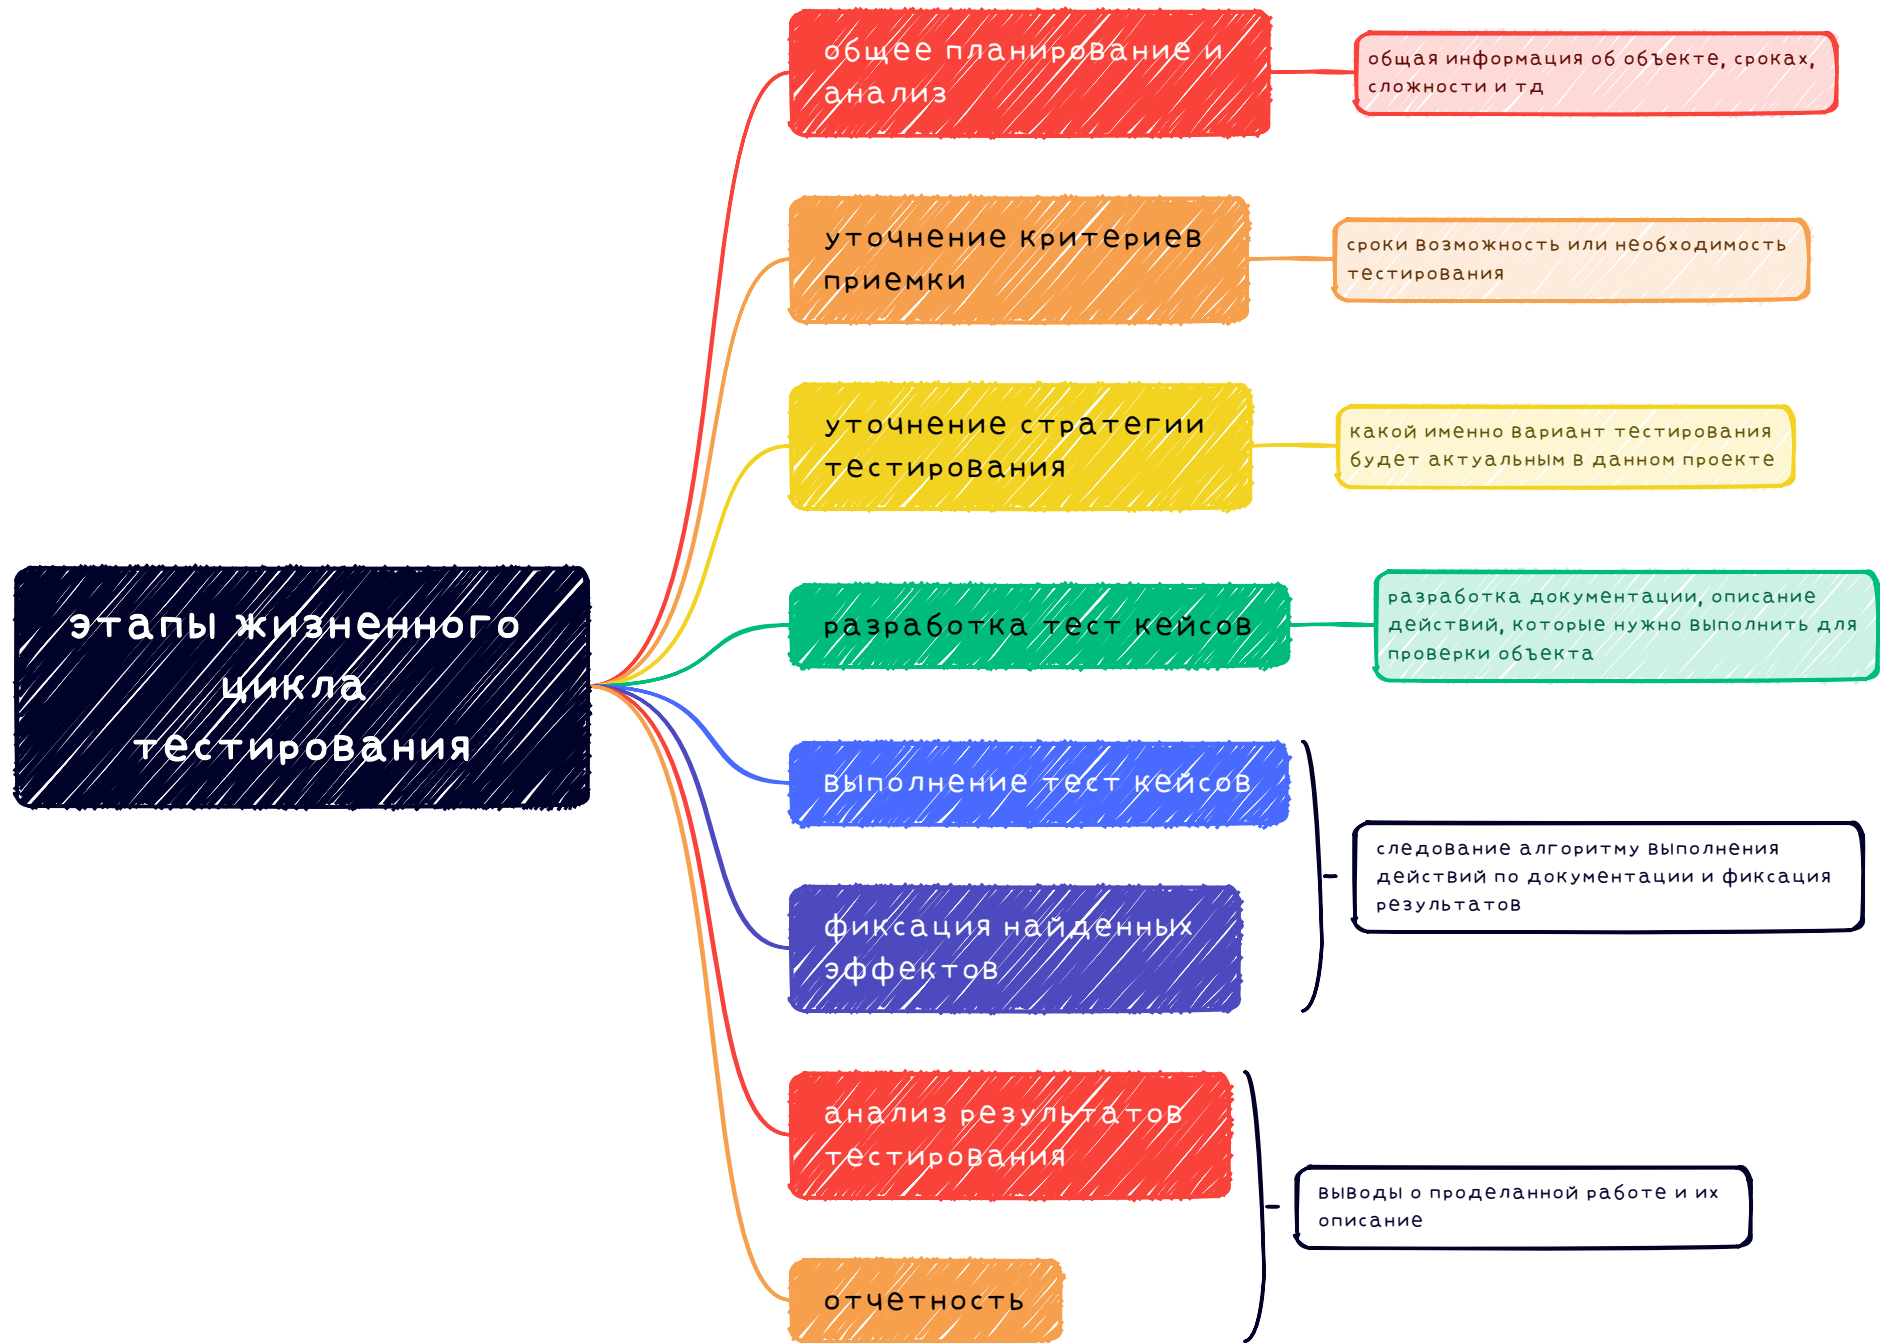 общее планирование и
анализ
общая информация об объекте, сроках,
сложности и тд
уточнение критериев
приемки
сроки возможность или необходимость
тестирования
уточнение стратегии
тестирования
какой именно вариант тестирования
будет актуальным в данном проекте
этапы жизненного
цикла
тестирования
разработка тест кейсов
разработка документации, описание
действий, которые нужно выполнить для
проверки объекта
выполнение тест кейсов
фиксация найденных
эффектов
следование алгоритму выполнения
действий по документации и фиксация
результатов
анализ результатов
тестирования
отчетность
выводы о проделанной работе и их
описание